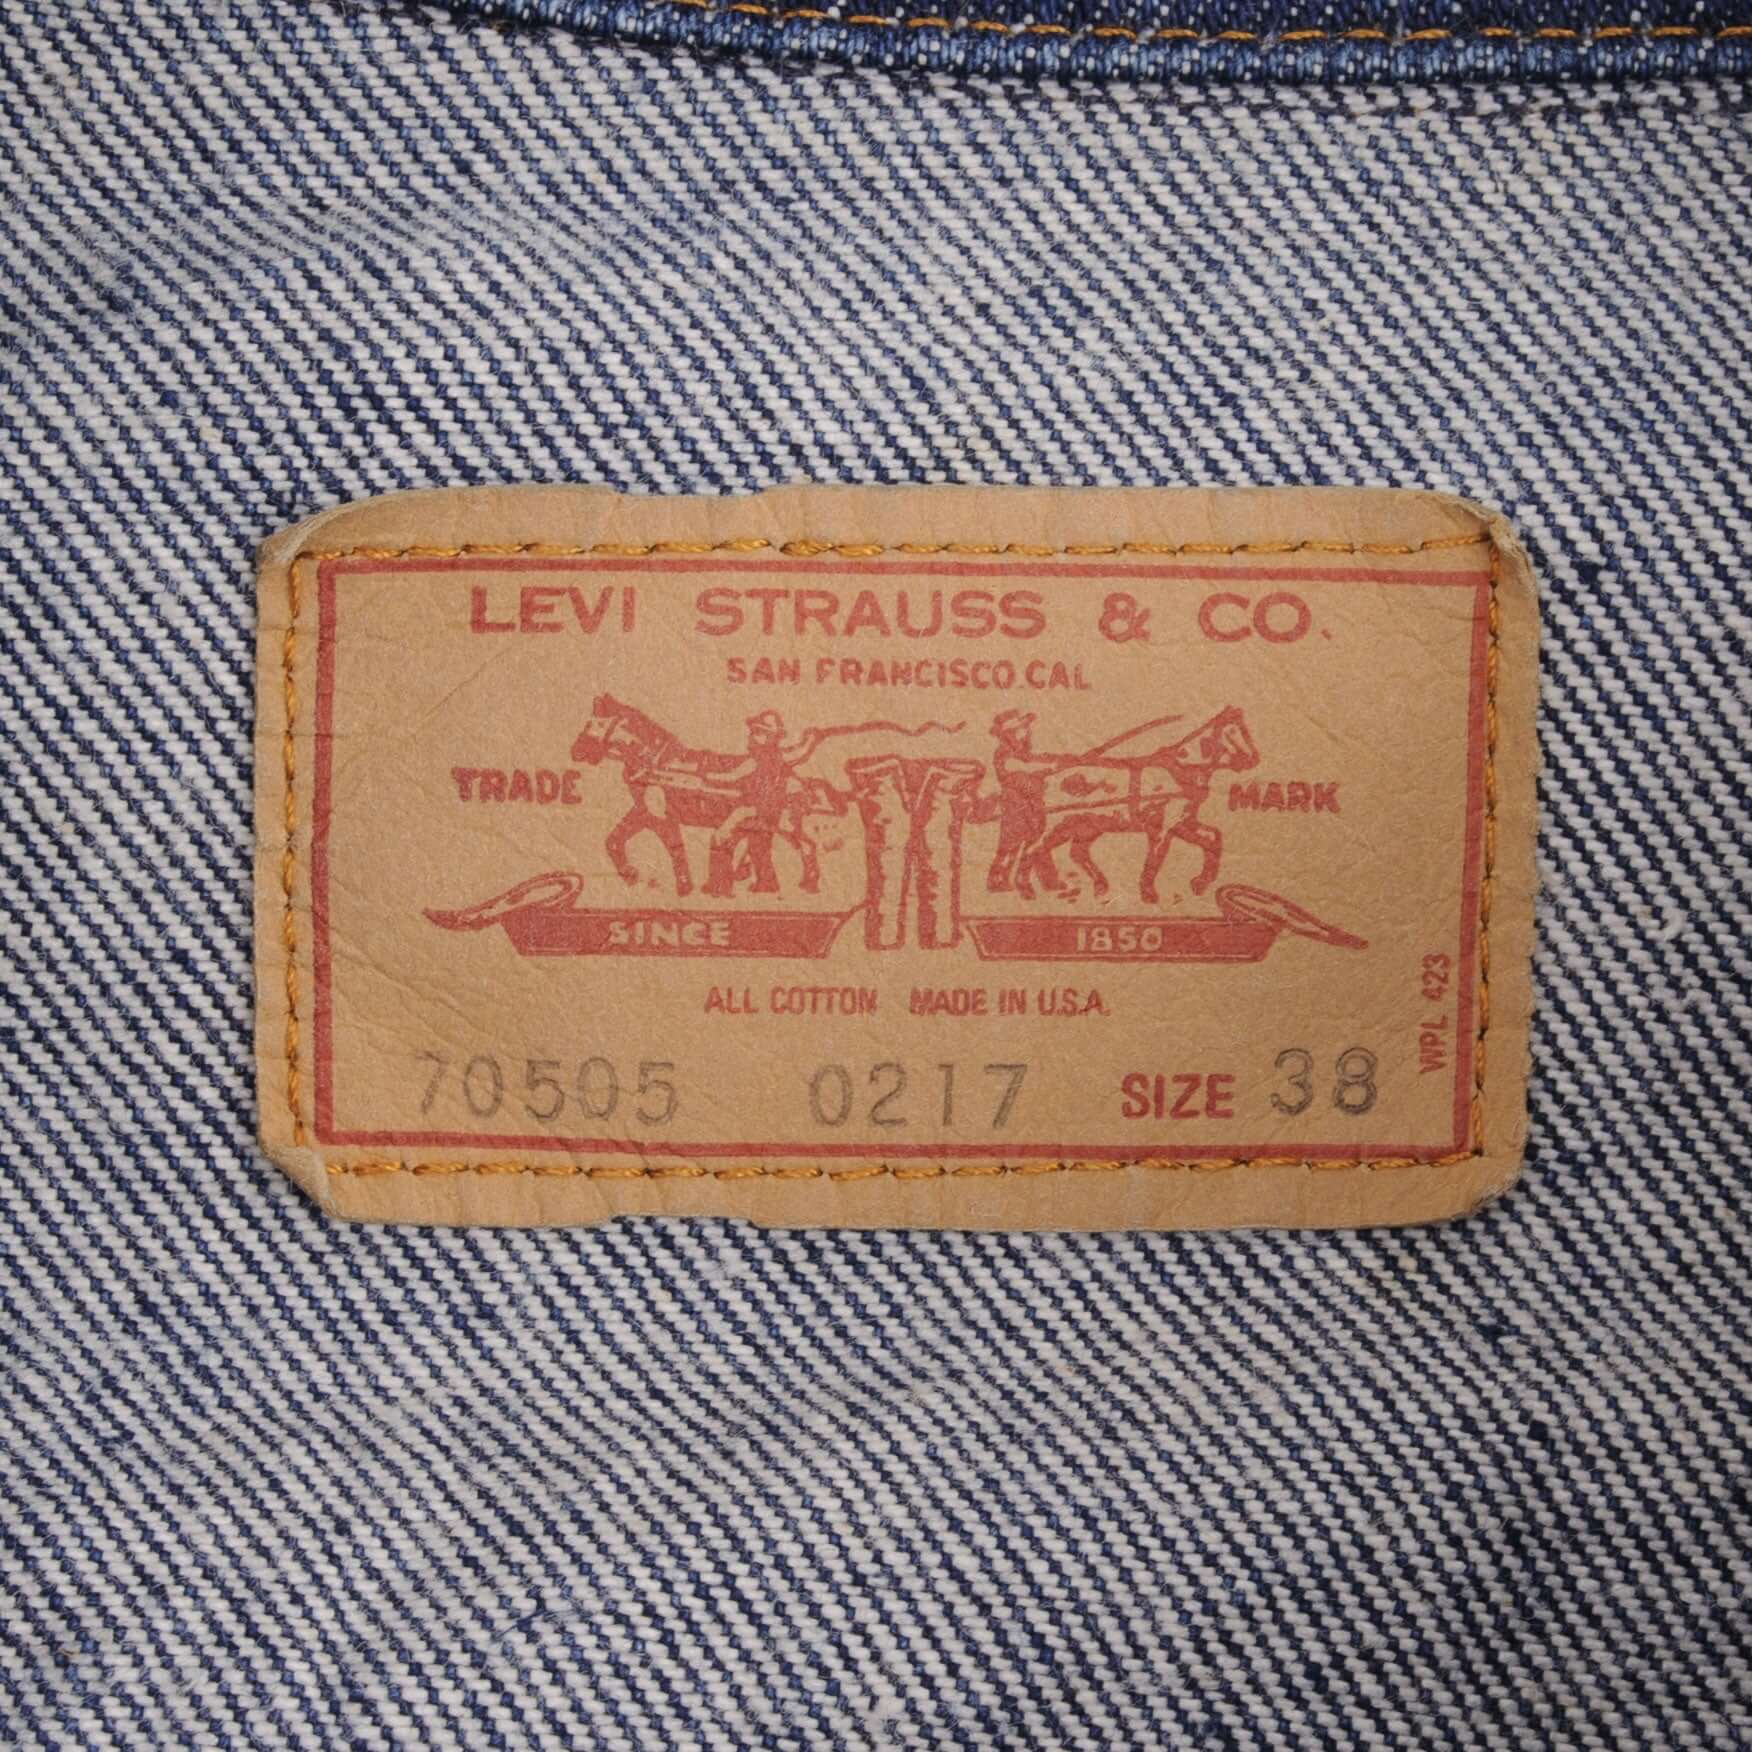 LEVI STRAUSS & CO.
SAN FRANCISCO. CAL
TRADE MARK
SINCE 1850
ALL COTTON MADE IN U.S.A.
WPL 423
70505 0217 SIZE 38